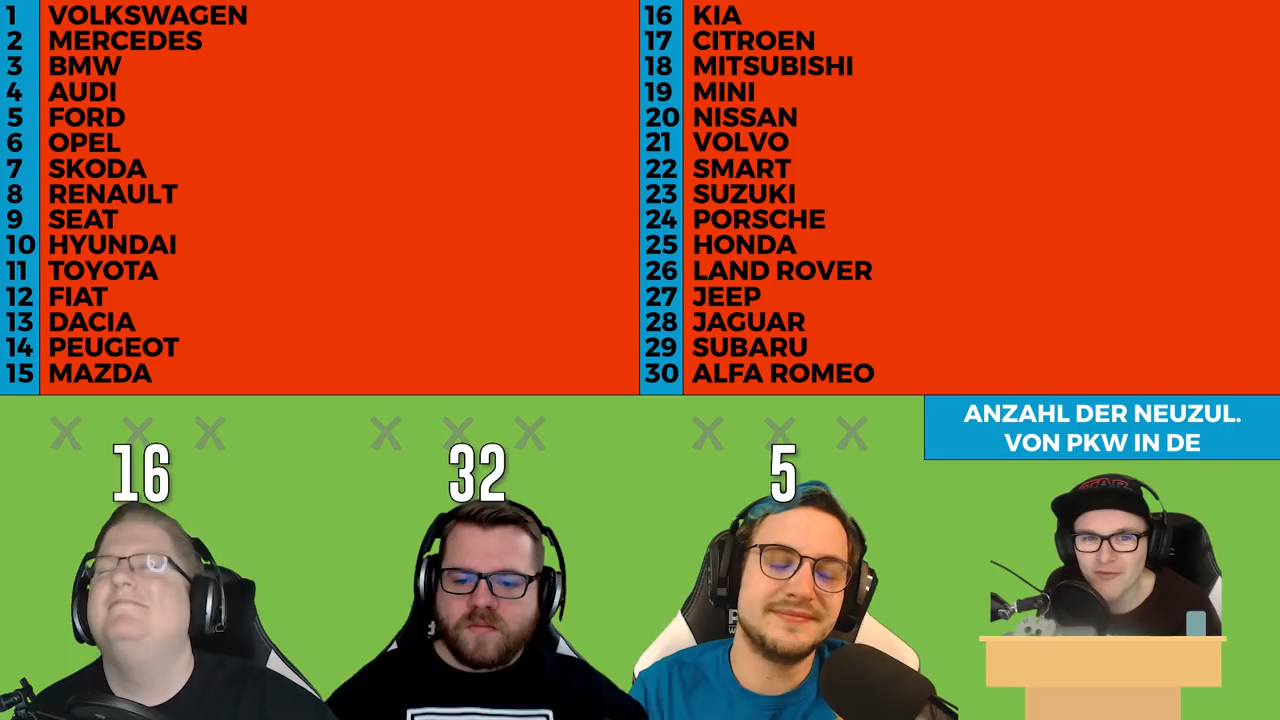 1 VOLKSWAGEN
2 MERCEDES
3 BMW
4 AUDI
5 FORD
6 OPEL
7 SKODA
8 RENAULT
9 SEAT
10 HYUNDAI
11 TOYOTA
12 FIAT
13 DACIA
14 PEUGEOT
15 MAZDA
16 KIA
17 CITROEN
18 MITSUBISHI
19 MINI
20 NISSAN
21 VOLVO
22 SMART
23 SUZUKI
24 PORSCHE
25 HONDA
26 LAND ROVER
27 JEEP
28 JAGUAR
29 SUBARU
30 ALFA ROMEO
ANZAHL DER NEUZUL.
VON PKW IN DE
X X X
X X X
X X X
16
32
5